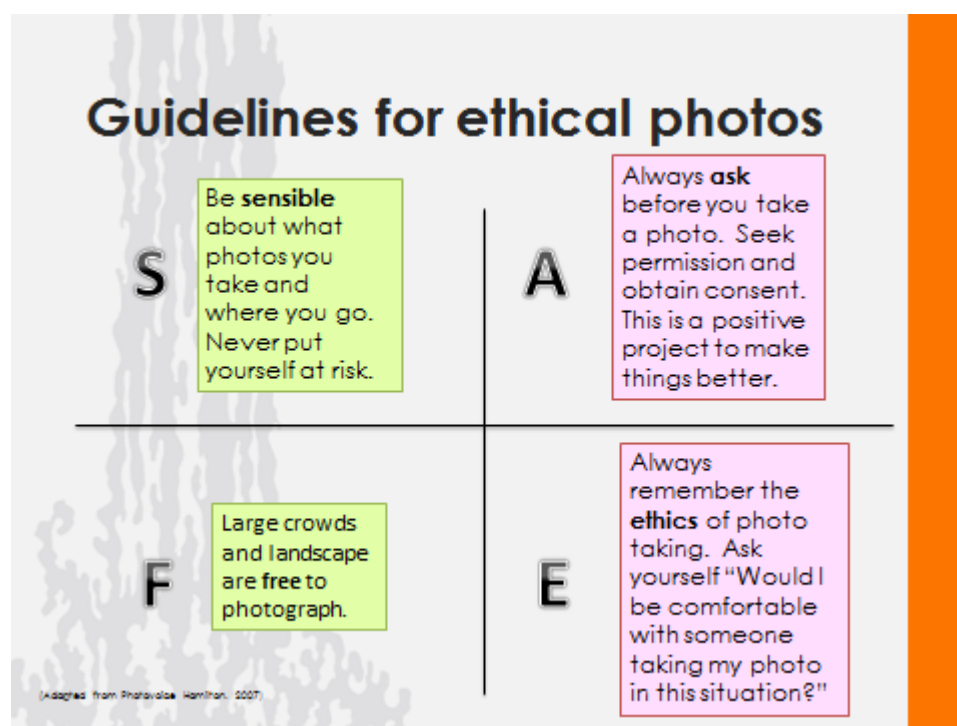 Guidelines for ethical photos
S
Be sensible
about what
photos you
take and
where you go.
Never put
yourself at risk.
A
Always ask
before you take
a photo. Seek
permission and
obtain consent.
This is a positive
project to make
things better.
F
Large crowds
and landscape
are free to
photograph.
E
Always
remember the
ethics of photo
taking. Ask
yourself “Would I
be comfortable
with someone
taking my photo
in this situation?”
(Adapted from Photovoice Hamilton, 2007)